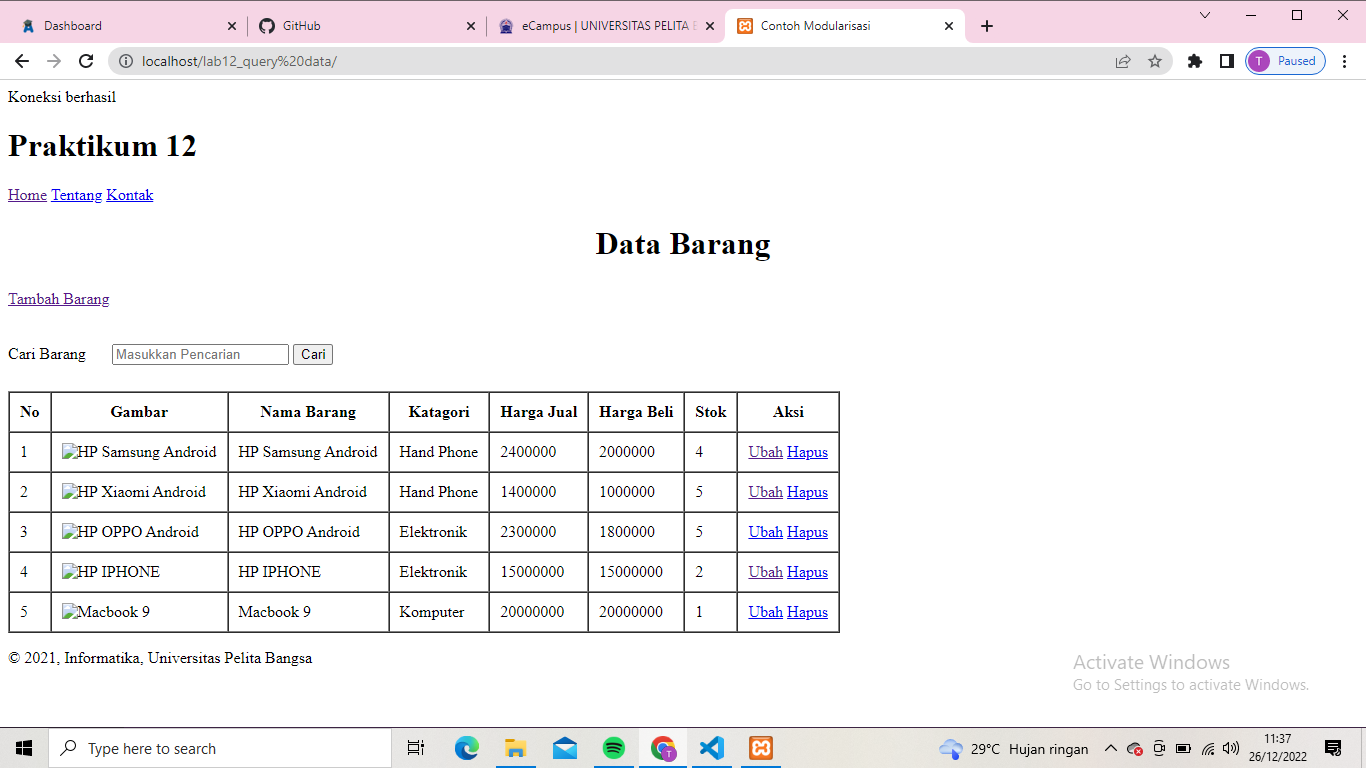 Dashboard GitHub eCampus | UNIVERSITAS PELITA Contoh Modularisasi
localhost/lab12_query%20data/ T Paused
Koneksi berhasil
Praktikum 12
Home Tentang Kontak
Data Barang
Tambah Barang
Cari Barang Masukkan Pencarian Cari
No Gambar Nama Barang Katagori Harga Jual Harga Beli Stok Aksi
1 HP Samsung Android HP Samsung Android Hand Phone 2400000 2000000 4 Ubah Hapus
2 HP Xiaomi Android HP Xiaomi Android Hand Phone 1400000 1000000 5 Ubah Hapus
3 HP OPPO Android HP OPPO Android Elektronik 2300000 1800000 5 Ubah Hapus
4 HP IPHONE HP IPHONE Elektronik 15000000 15000000 2 Ubah Hapus
5 Macbook 9 Macbook 9 Komputer 20000000 20000000 1 Ubah Hapus
© 2021, Informatika, Universitas Pelita Bangsa
Activate Windows
Go to Settings to activate Windows.
Type here to search T 29°C Hujan ringan 11:37
26/12/2022